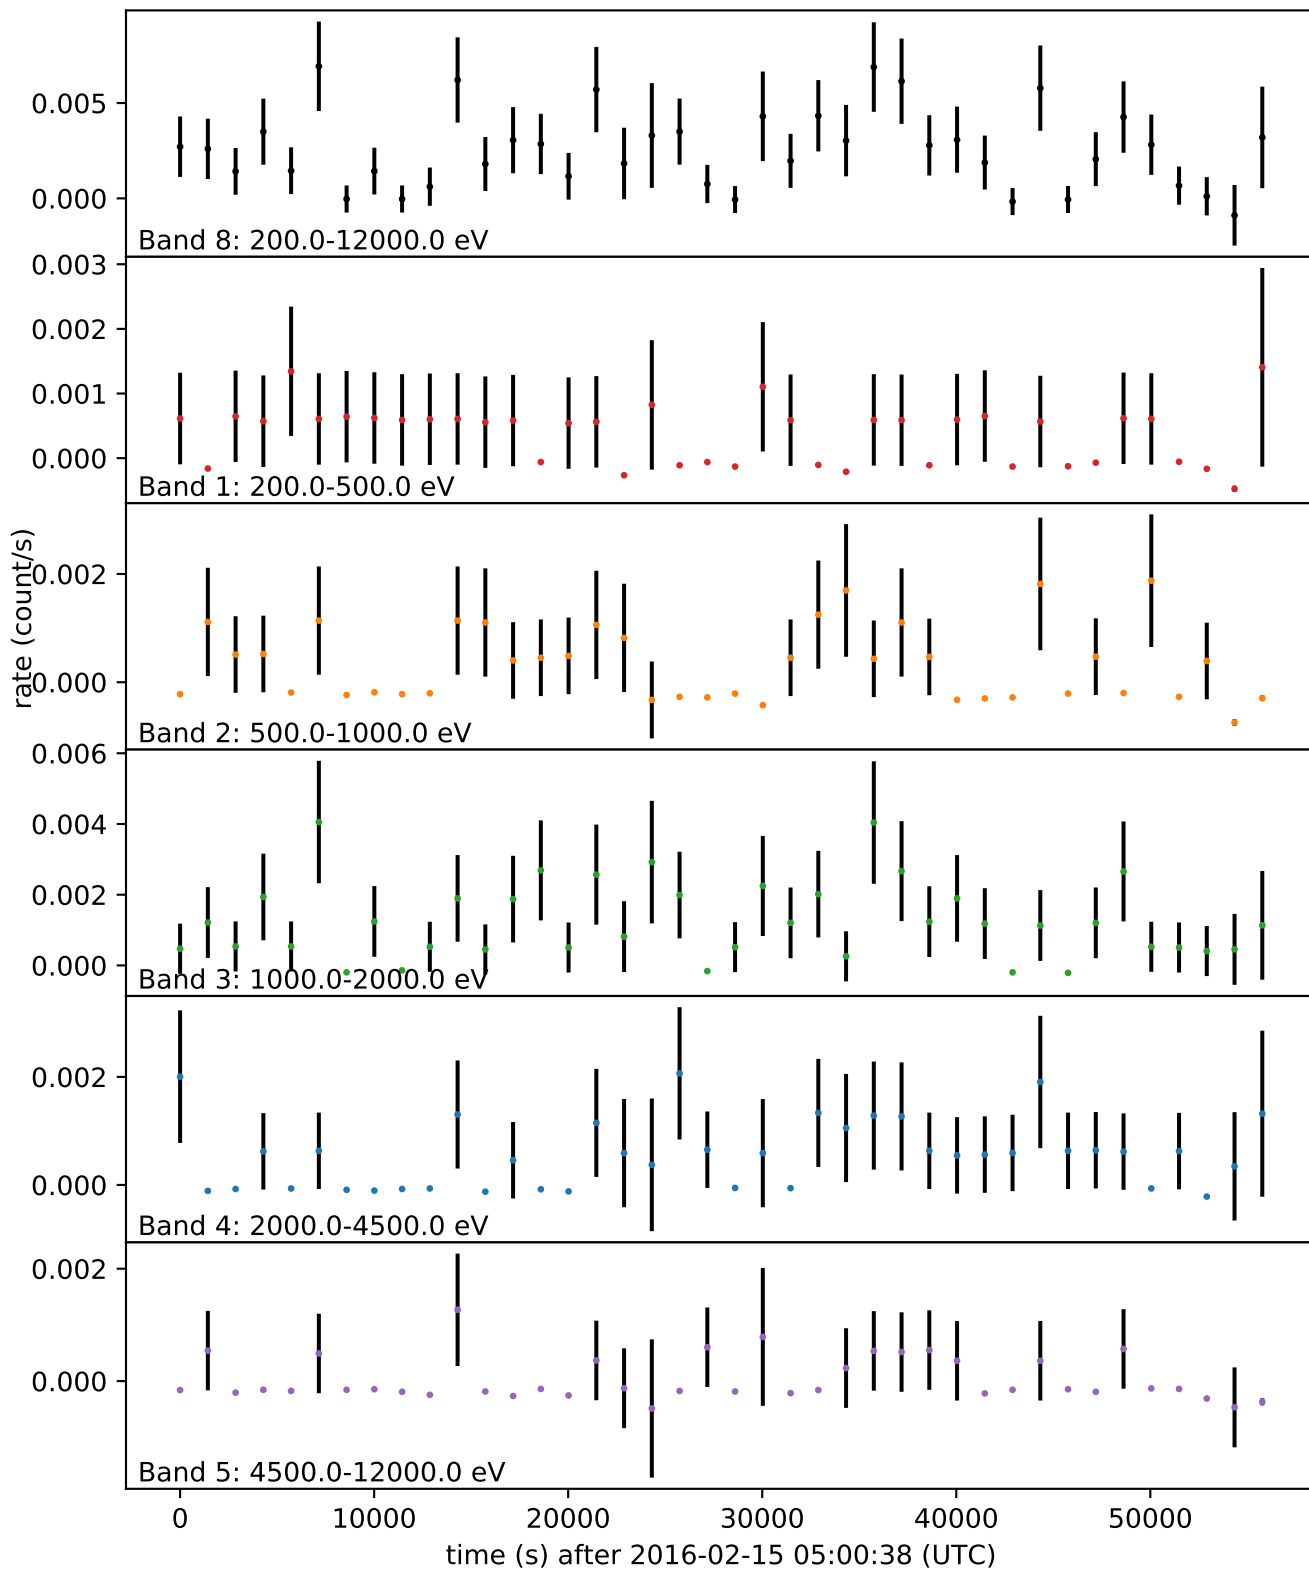 0.005
0.000
Band 8: 200.0-12000.0 eV
0.003
0.002
0.001
0.000
Band 1: 200.0-500.0 eV
rate (count/s)
0.002
0.000
Band 2: 500.0-1000.0 eV
0.006
0.004
0.002
0.000
Band 3: 1000.0-2000.0 eV
0.002
0.000
Band 4: 2000.0-4500.0 eV
0.002
0.000
Band 5: 4500.0-12000.0 eV
0 10000 20000 30000 40000 50000
time (s) after 2016-02-15 05:00:38 (UTC)